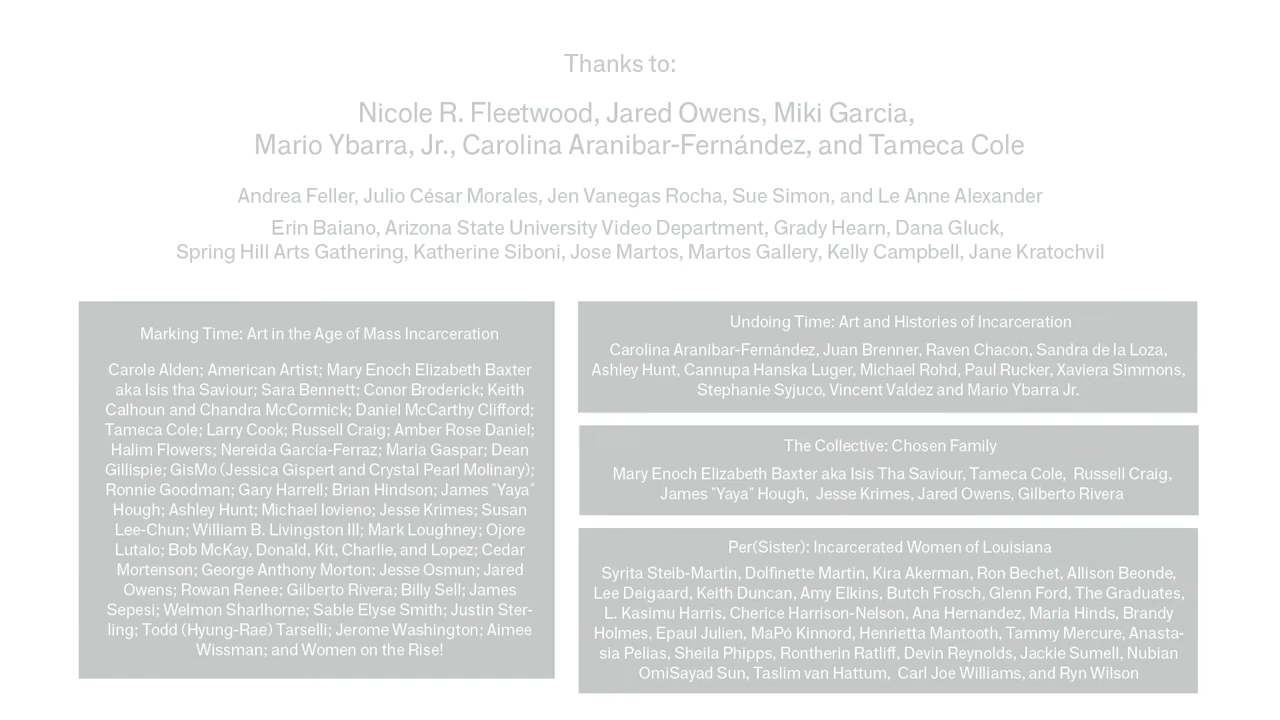 Thanks to:
Nicole R. Fleetwood, Jared Owens, Miki Garcia,
Mario Ybarra, Jr., Carolina Aranibar-Fernández, and Tameca Cole
Andrea Feller, Julio César Morales, Jen Vanegas Rocha, Sue Simon, and Le Anne Alexander
Erin Baiano, Arizona State University Video Department, Grady Hearn, Dana Gluck,
Spring Hill Arts Gathering, Katherine Siboni, Jose Martos, Martos Gallery, Kelly Campbell, Jane Kratochvil
Marking Time: Art in the Age of Mass Incarceration
Carole Alden; American Artist; Mary Enoch Elizabeth Baxter
aka Isis tha Saviour; Sara Bennett; Conor Broderick; Keith
Calhoun and Chandra McCormick; Daniel McCarthy Clifford;
Tameca Cole; Larry Cook; Russell Craig; Amber Rose Daniel;
Halim Flowers; Nereida García-Ferraz; Maria Gaspar; Dean
Gillispie; GisMo (Jessica Gispert and Crystal Pearl Molinary);
Ronnie Goodman; Gary Harrell; Brian Hindson; James "Yaya"
Hough; Ashley Hunt; Michael Iovieno; Jesse Krimes; Susan
Lee-Chun; William B. Livingston III; Mark Loughney; Ojore
Lutalo; Bob McKay, Donald, Kit, Charlie, and Lopez; Cedar
Mortenson; George Anthony Morton; Jesse Osmun; Jared
Owens; Rowan Renee; Gilberto Rivera; Billy Sell; James
Sepesi; Welmon Sharlhorne; Sable Elyse Smith; Justin Ster-
ling; Todd (Hyung-Rae) Tarselli; Jerome Washington; Aimee
Wissman; and Women on the Rise!
Undoing Time: Art and Histories of Incarceration
Carolina Aranibar-Fernández, Juan Brenner, Raven Chacon, Sandra de la Loza,
Ashley Hunt, Cannupa Hanska Luger, Michael Rohd, Paul Rucker, Xaviera Simmons,
Stephanie Syjuco, Vincent Valdez and Mario Ybarra Jr.
The Collective: Chosen Family
Mary Enoch Elizabeth Baxter aka Isis Tha Saviour, Tameca Cole, Russell Craig,
James "Yaya" Hough, Jesse Krimes, Jared Owens, Gilberto Rivera
Per(Sister): Incarcerated Women of Louisiana
Syrita Steib-Martin, Dolfinette Martin, Kira Akerman, Ron Bechet, Allison Beonde,
Lee Deigaard, Keith Duncan, Amy Elkins, Butch Frosch, Glenn Ford, The Graduates,
L. Kasimu Harris, Cherice Harrison-Nelson, Ana Hernandez, Maria Hinds, Brandy
Holmes, Epaul Julien, MaPó Kinnord, Henrietta Mantooth, Tammy Mercure, Anasta-
sia Pelias, Sheila Phipps, Rontherin Ratliff, Devin Reynolds, Jackie Sumell, Nubian
OmiSayad Sun, Taslim van Hattum, Carl Joe Williams, and Ryn Wilson